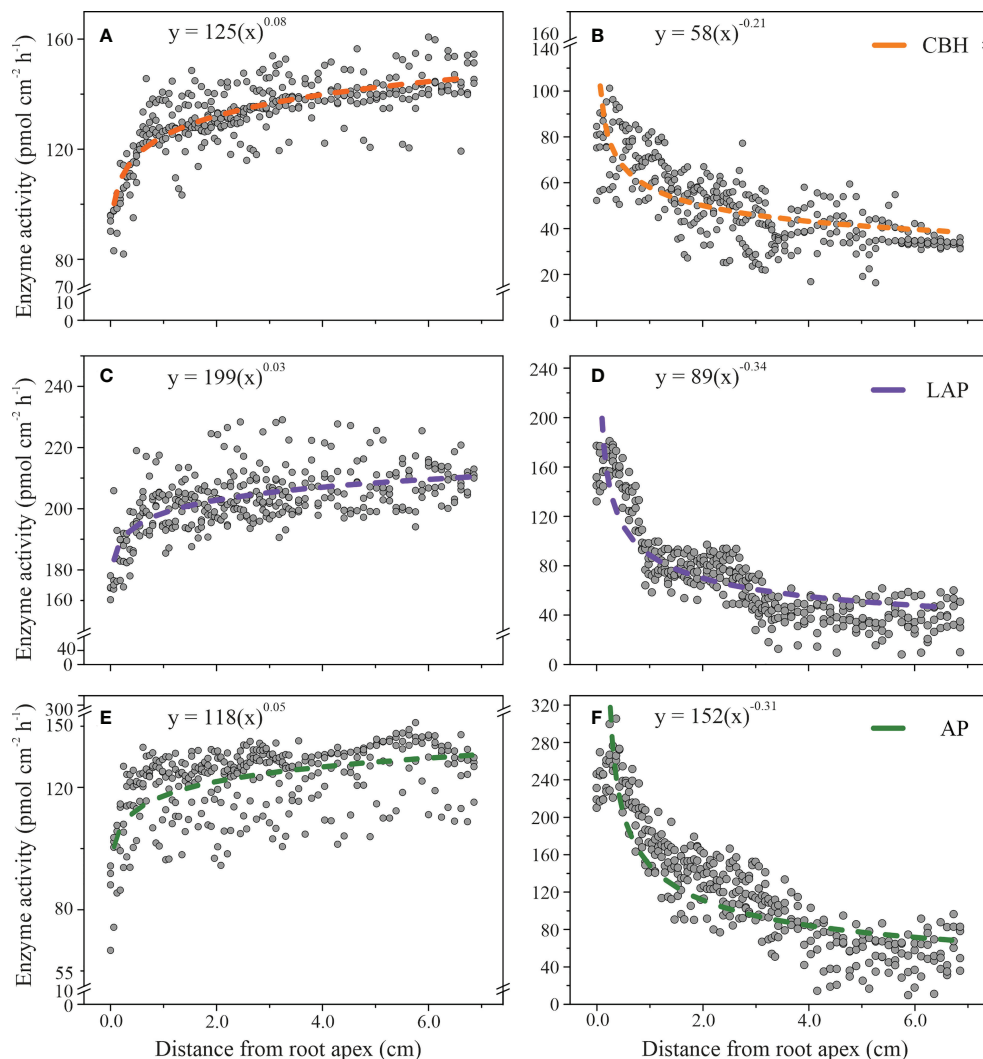 A
y = 125(x)^0.08
B
y = 58(x)^-0.21
CBH
Enzyme activity (pmol cm-2 h-1)
160
120
80
70
10
0
160
140
100
80
60
40
20
0
C
y = 199(x)^0.03
D
y = 89(x)^-0.34
LAP
Enzyme activity (pmol cm-2 h-1)
240
220
200
180
160
40
0
240
200
160
120
80
40
0
E
y = 118(x)^0.05
F
y = 152(x)^-0.31
AP
Enzyme activity (pmol cm-2 h-1)
300
150
120
80
55
10
0
320
280
240
200
160
120
80
40
0
0.0 2.0 4.0 6.0
0.0 1.0 2.0 4.0 6.0
Distance from root apex (cm)
Distance from root apex (cm)